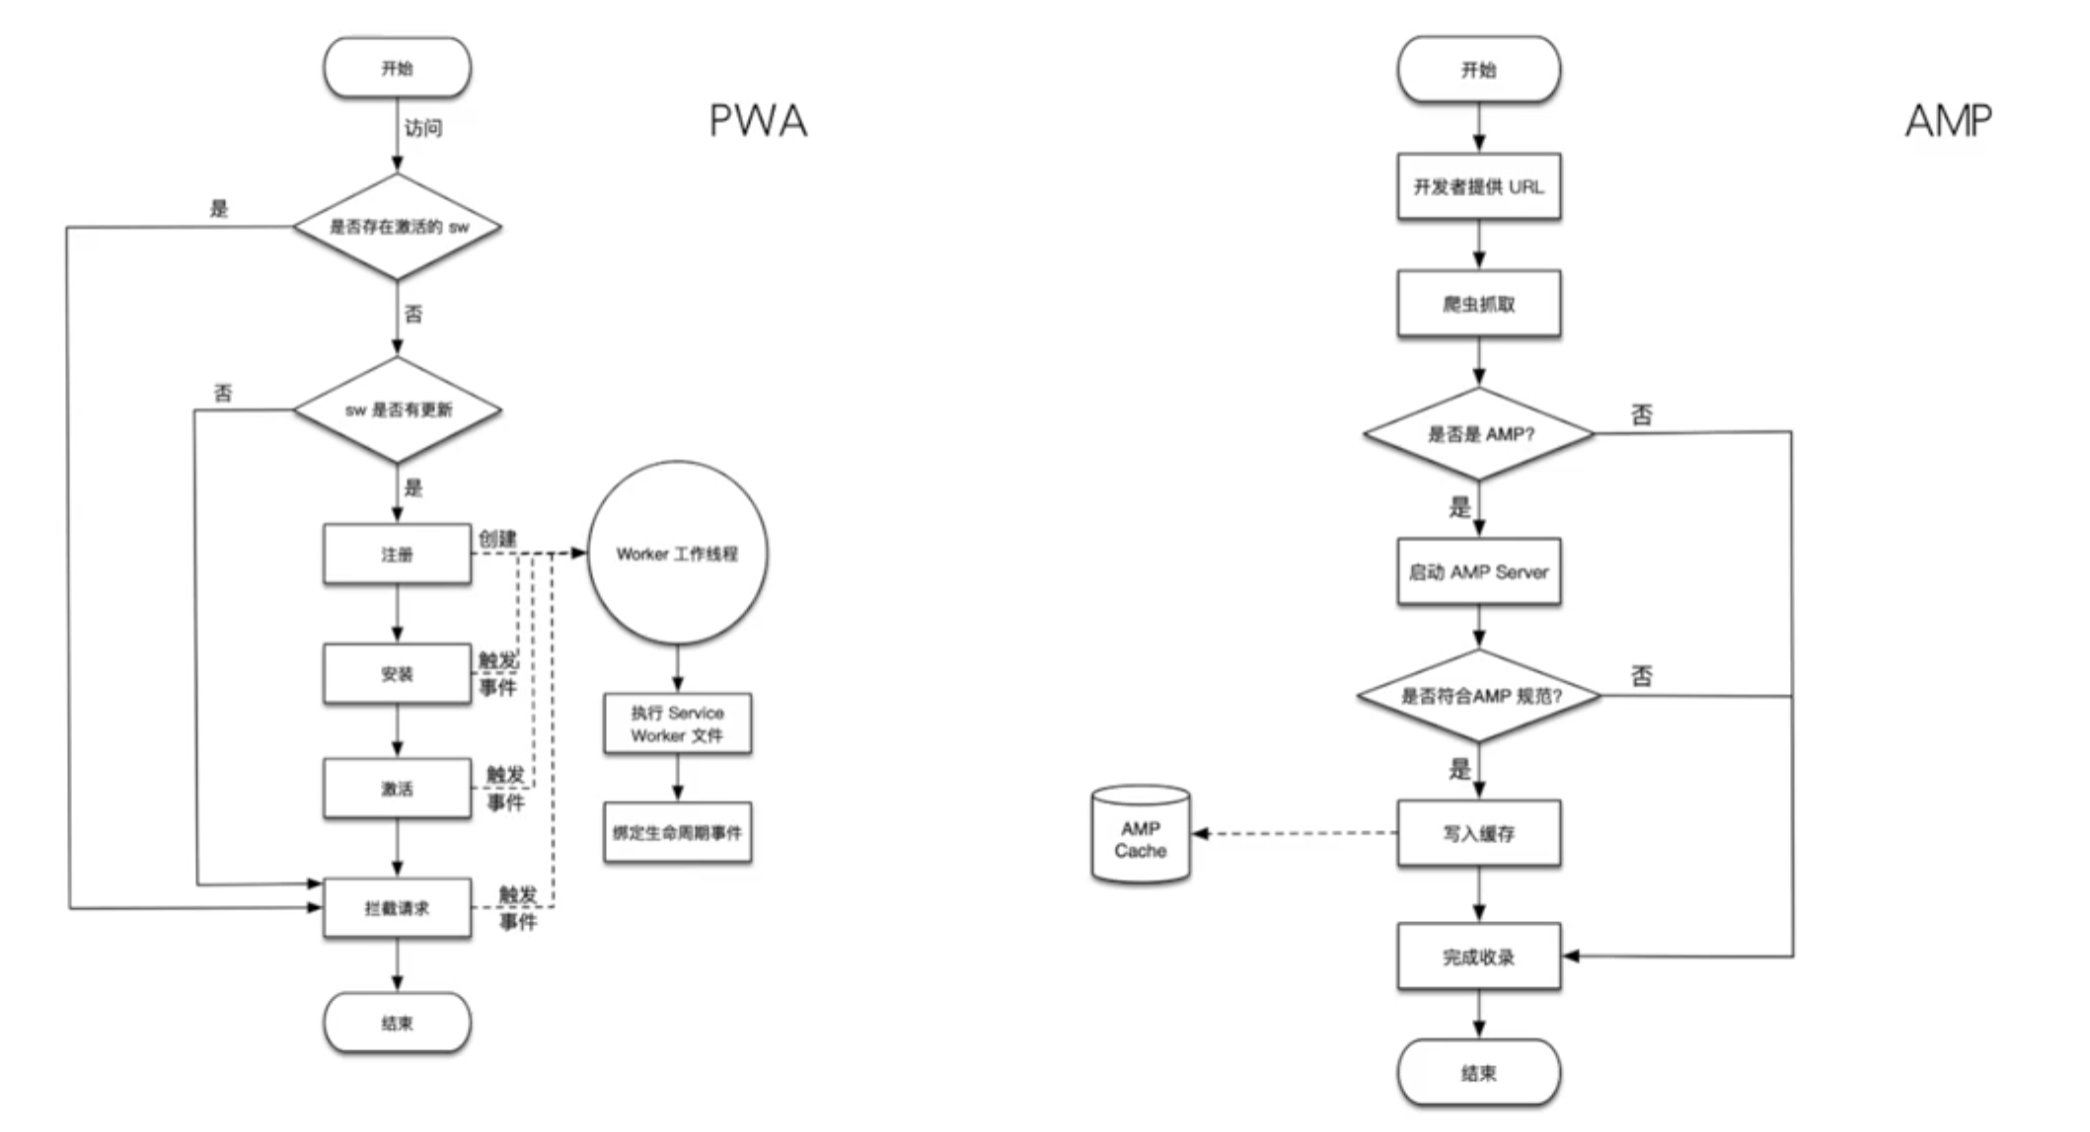 PWA
开始
访问
是否存在激活的 sw
是
否
sw 是否有更新
否
是
注册
创建
Worker 工作线程
安装
触发
事件
执行 Service
Worker 文件
激活
触发
事件
绑定生命周期事件
拦截请求
触发
事件
结束
AMP
开始
开发者提供 URL
爬虫抓取
是否是 AMP?
否
是
启动 AMP Server
是否符合AMP 规范?
否
是
写入缓存
AMP
Cache
完成收录
结束